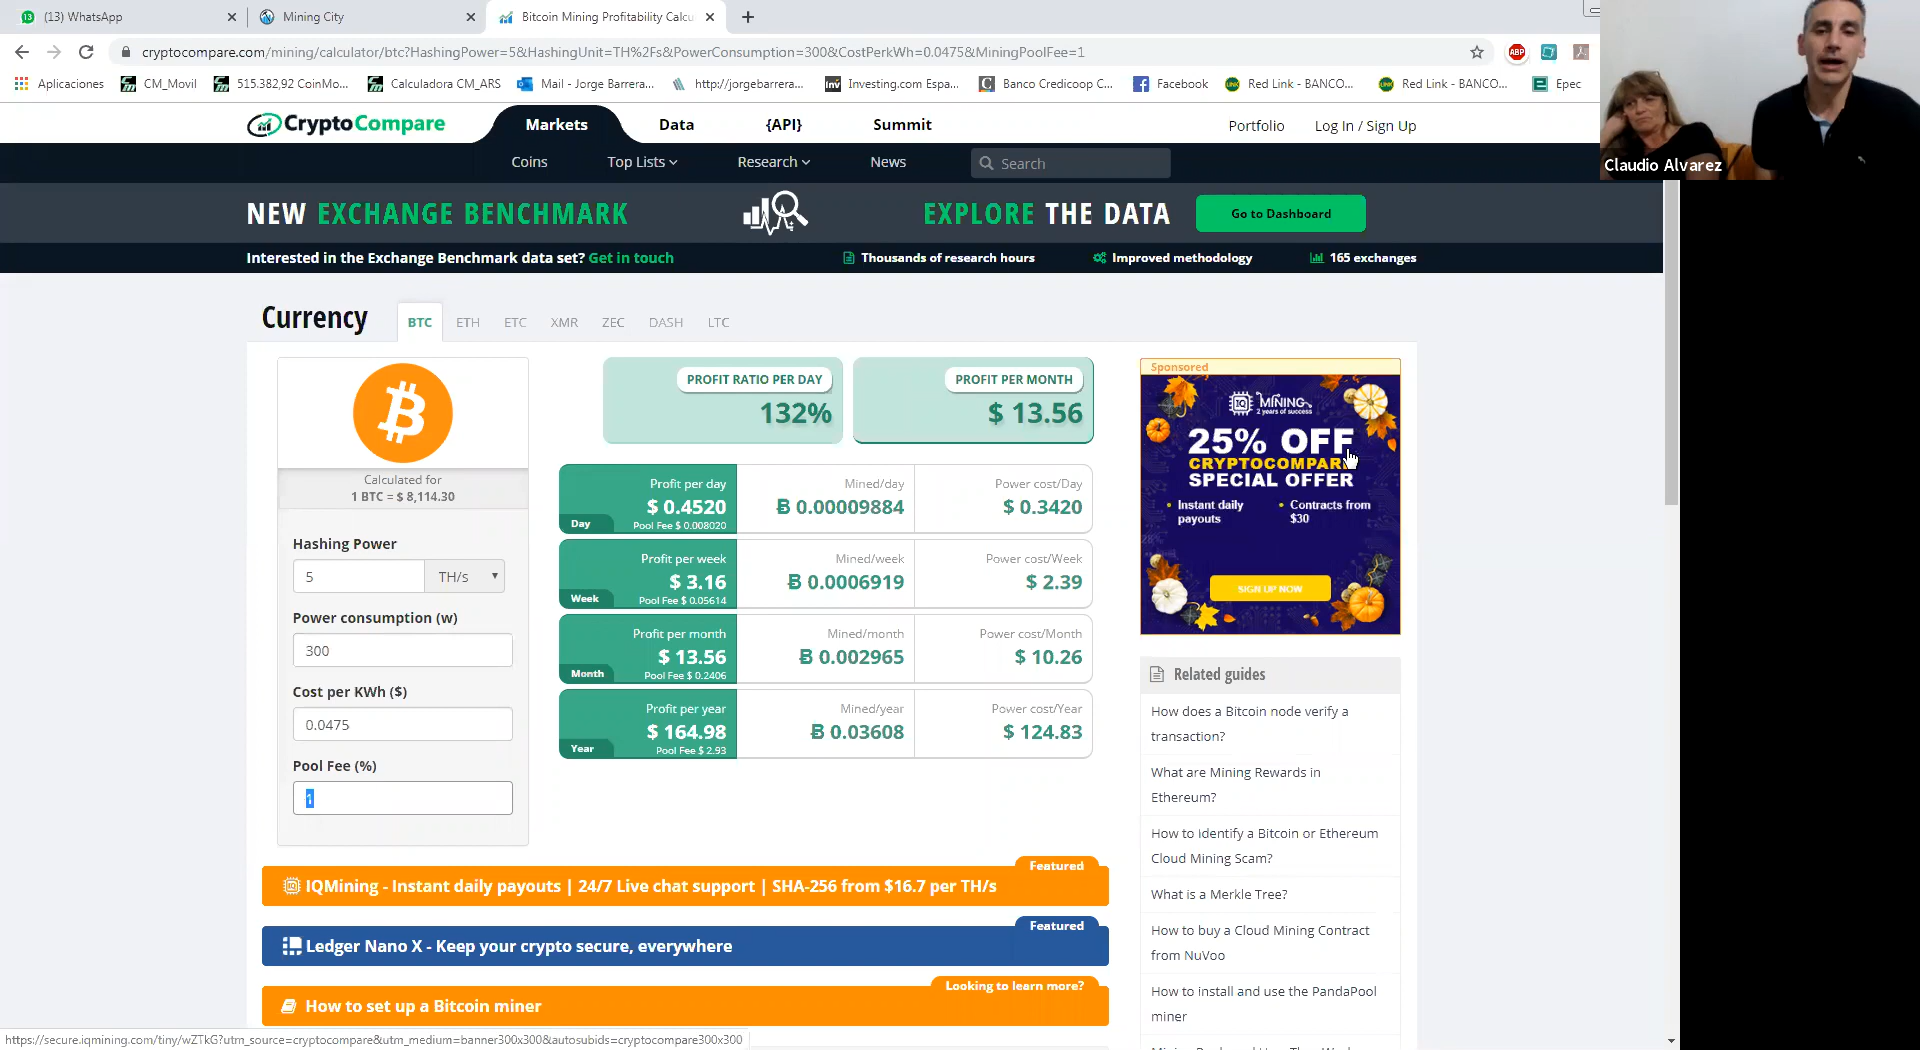 (13) WhatsApp
Mining City
Bitcoin Mining Profitability Calcu
cryptocompare.com/mining/calculator/btc?HashingPower=5&HashingUnit=TH%2Fs&PowerConsumption=300&CostPerkWh=0.0475&MiningPoolFee=1
ABP
Aplicaciones
CM_Movil
515.382,92 CoinMo...
Calculadora CM_ARS
Mail - Jorge Barrera...
http://jorgebarrera...
Inv
Investing.com Espa...
Banco Credicoop C...
Facebook
Red Link - BANCO...
Red Link - BANCO...
Epec
CryptoCompare
Markets
Data
{API}
Summit
Portfolio
Log In / Sign Up
Coins
Top Lists
Research
News
Search
NEW EXCHANGE BENCHMARK
EXPLORE THE DATA
Go to Dashboard
Interested in the Exchange Benchmark data set? Get in touch
Thousands of research hours
Improved methodology
165 exchanges
Claudio Alvarez
Currency
BTC
ETH
ETC
XMR
ZEC
DASH
LTC
Calculated for
1 BTC = $ 8,114.30
Hashing Power
5
TH/s
Power consumption (w)
300
Cost per KWh ($)
0.0475
Pool Fee (%)
1
PROFIT RATIO PER DAY
132%
PROFIT PER MONTH
$ 13.56
Profit per day
$ 0.4520
Day
Pool Fee $ 0.008020
Mined/day
Ƀ 0.00009884
Power cost/Day
$ 0.3420
Profit per week
$ 3.16
Week
Pool Fee $ 0.05614
Mined/week
Ƀ 0.0006919
Power cost/Week
$ 2.39
Profit per month
$ 13.56
Month
Pool Fee $ 0.2406
Mined/month
Ƀ 0.002965
Power cost/Month
$ 10.26
Profit per year
$ 164.98
Year
Pool Fee $ 2.93
Mined/year
Ƀ 0.03608
Power cost/Year
$ 124.83
Sponsored
IQ MINING
2 years of success
25% OFF
CRYPTOCOMPARE
SPECIAL OFFER
Instant daily
payouts
Contracts from
$30
SIGN UP NOW
Related guides
How does a Bitcoin node verify a
transaction?
What are Mining Rewards in
Ethereum?
How to identify a Bitcoin or Ethereum
Cloud Mining Scam?
What is a Merkle Tree?
How to buy a Cloud Mining Contract
from NuVoo
How to install and use the PandaPool
miner
Featured
IQMining - Instant daily payouts | 24/7 Live chat support | SHA-256 from $16.7 per TH/s
Featured
Ledger Nano X - Keep your crypto secure, everywhere
Looking to learn more?
How to set up a Bitcoin miner
https://secure.iqmining.com/tiny/wZTkG?utm_source=cryptocompare&utm_medium=banner300x300&autosubids=cryptocompare300x300